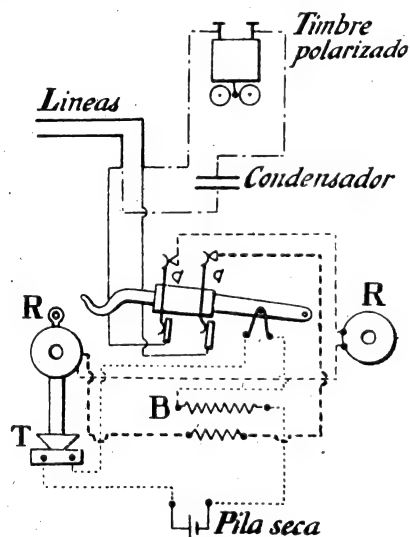 Timbre
polarizado
Lineas
Condensador
R
R
B
T
Pila seca